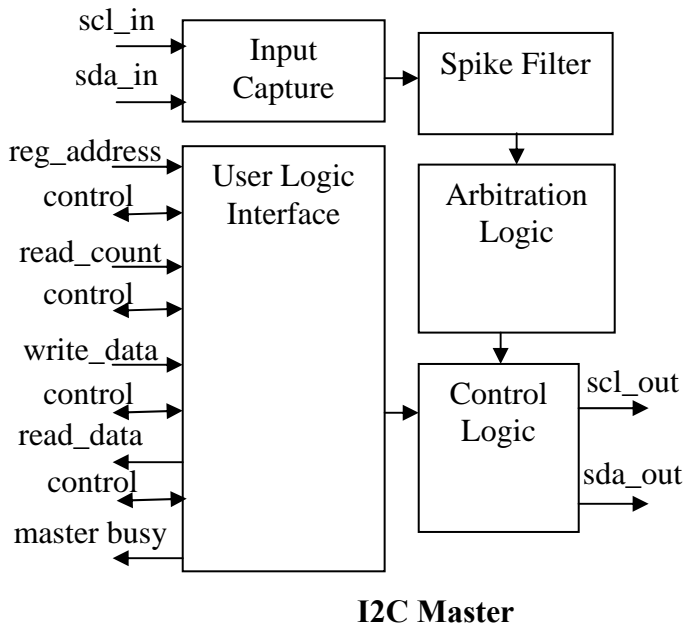 scl_in
sda_in
Input
Capture
Spike Filter
reg_address
control
read_count
control
write_data
control
read_data
control
master busy
User Logic
Interface
Arbitration
Logic
Control
Logic
scl_out
sda_out
I2C Master